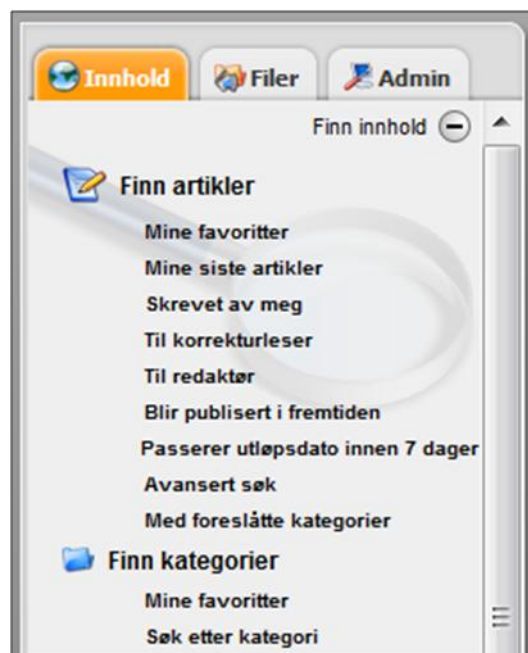 Innhold Filer Admin
Finn innhold
Finn artikler
Mine favoritter
Mine siste artikler
Skrevet av meg
Til korrekturleser
Til redaktør
Blir publisert i fremtiden
Passerer utløpsdato innen 7 dager
Avansert søk
Med foreslåtte kategorier
Finn kategorier
Mine favoritter
Søk etter kategori